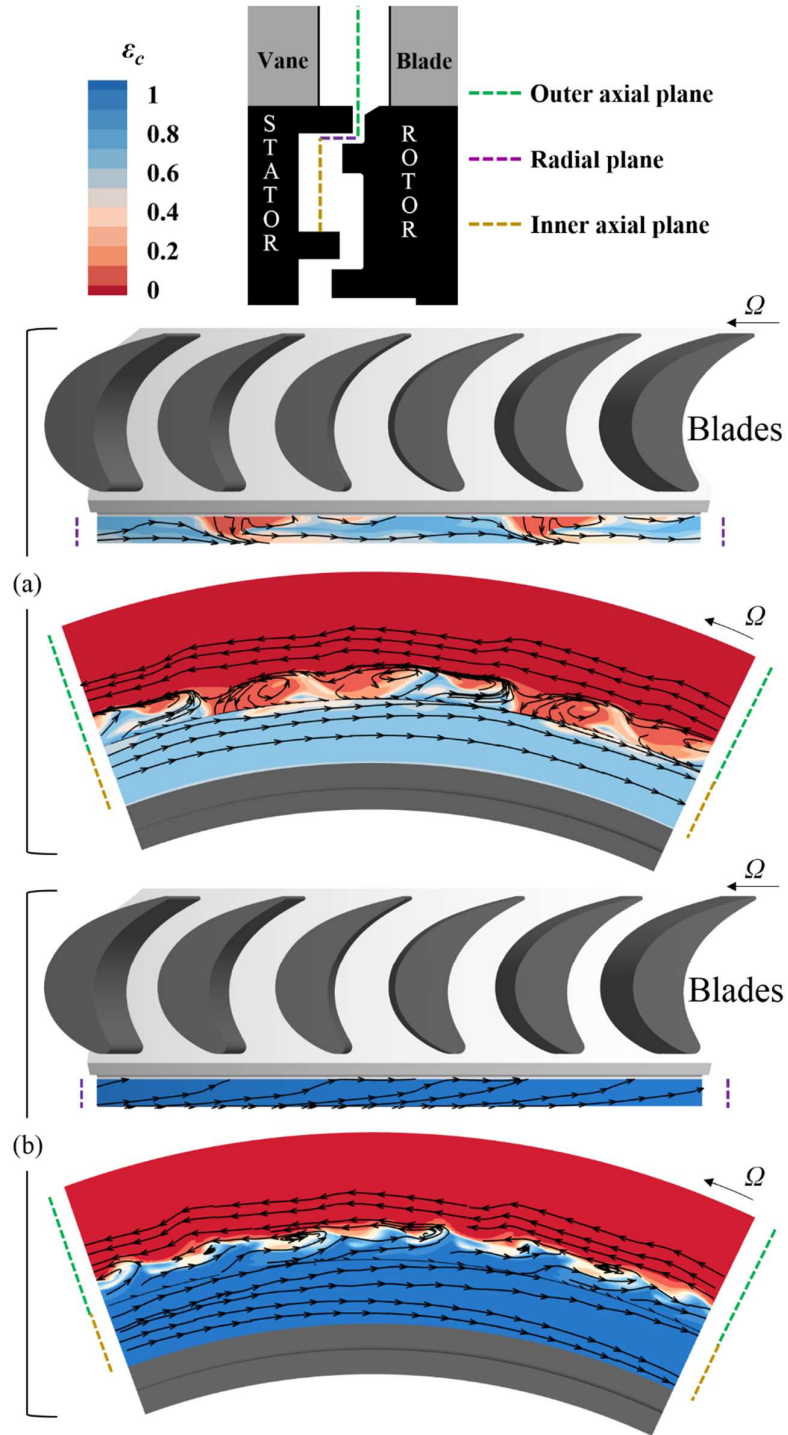 ε_c
1
0.8
0.6
0.4
0.2
0
Vane
Blade
STATOR
ROTOR
Outer axial plane
Radial plane
Inner axial plane
Ω
Blades
(a)
Ω
Ω
Blades
(b)
Ω